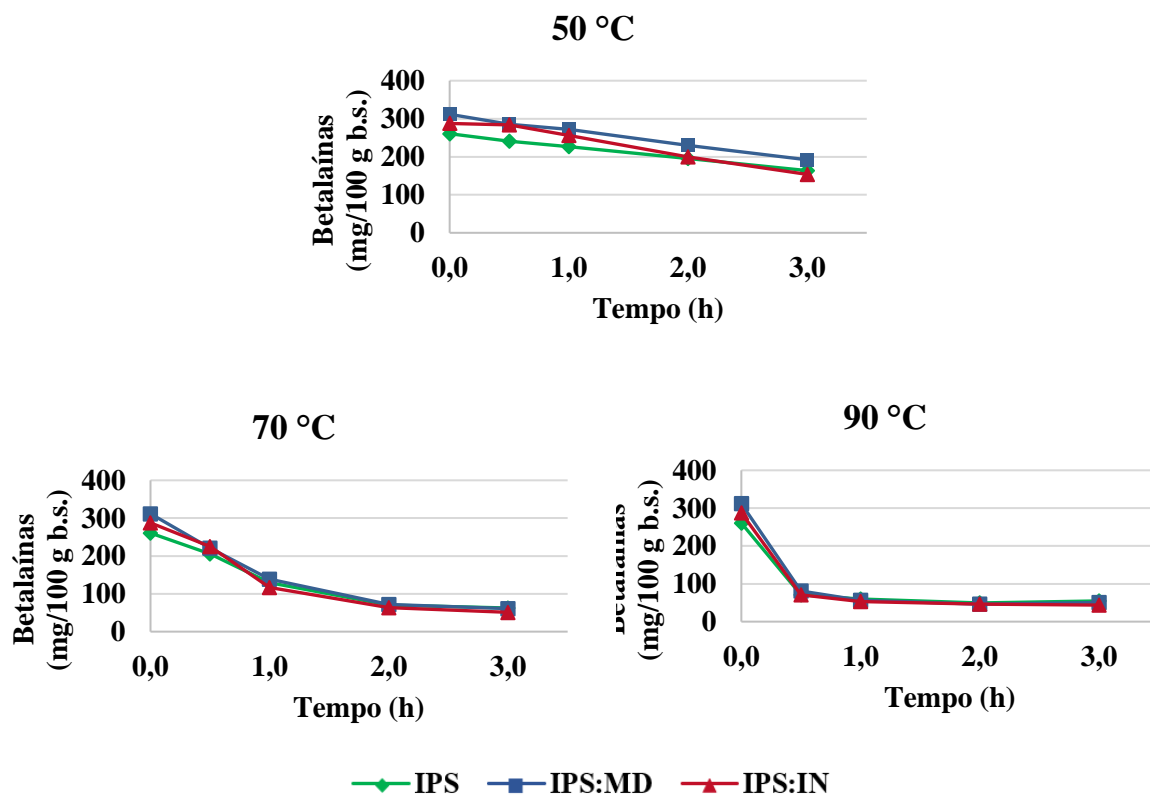 50 °C
Betalaínas
(mg/100 g b.s.)
400
300
200
100
0
0,0 1,0 2,0 3,0
Tempo (h)
70 °C
Betalaínas
(mg/100 g b.s.)
400
300
200
100
0
0,0 1,0 2,0 3,0
Tempo (h)
90 °C
Betalaínas
(mg/100 g b.s.)
400
300
200
100
0
0,0 1,0 2,0 3,0
Tempo (h)
IPS IPS:MD IPS:IN